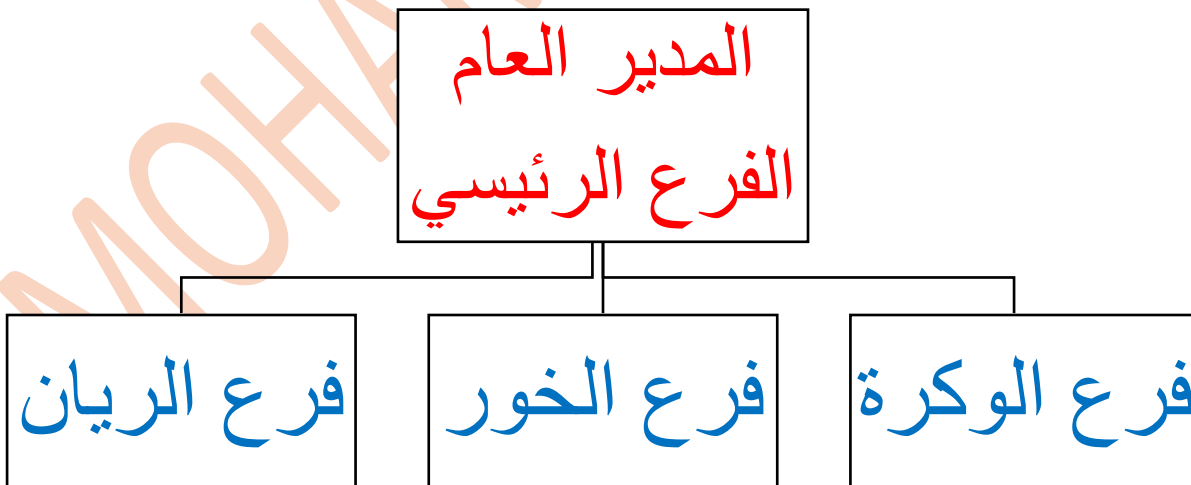 المدير العام
الفرع الرئيسي
فرع الوكرة
فرع الخور
فرع الريان